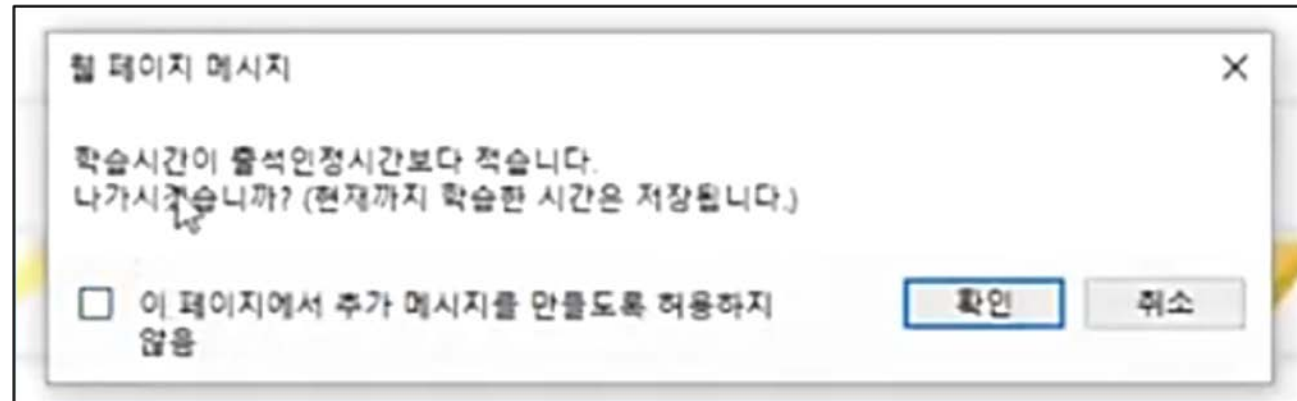 웹 페이지 메시지
학습시간이 출석인정시간보다 적습니다.
나가시겠습니까? (현재까지 학습한 시간은 저장됩니다.)
이 페이지에서 추가 메시지를 만들도록 허용하지
않음
확인
취소